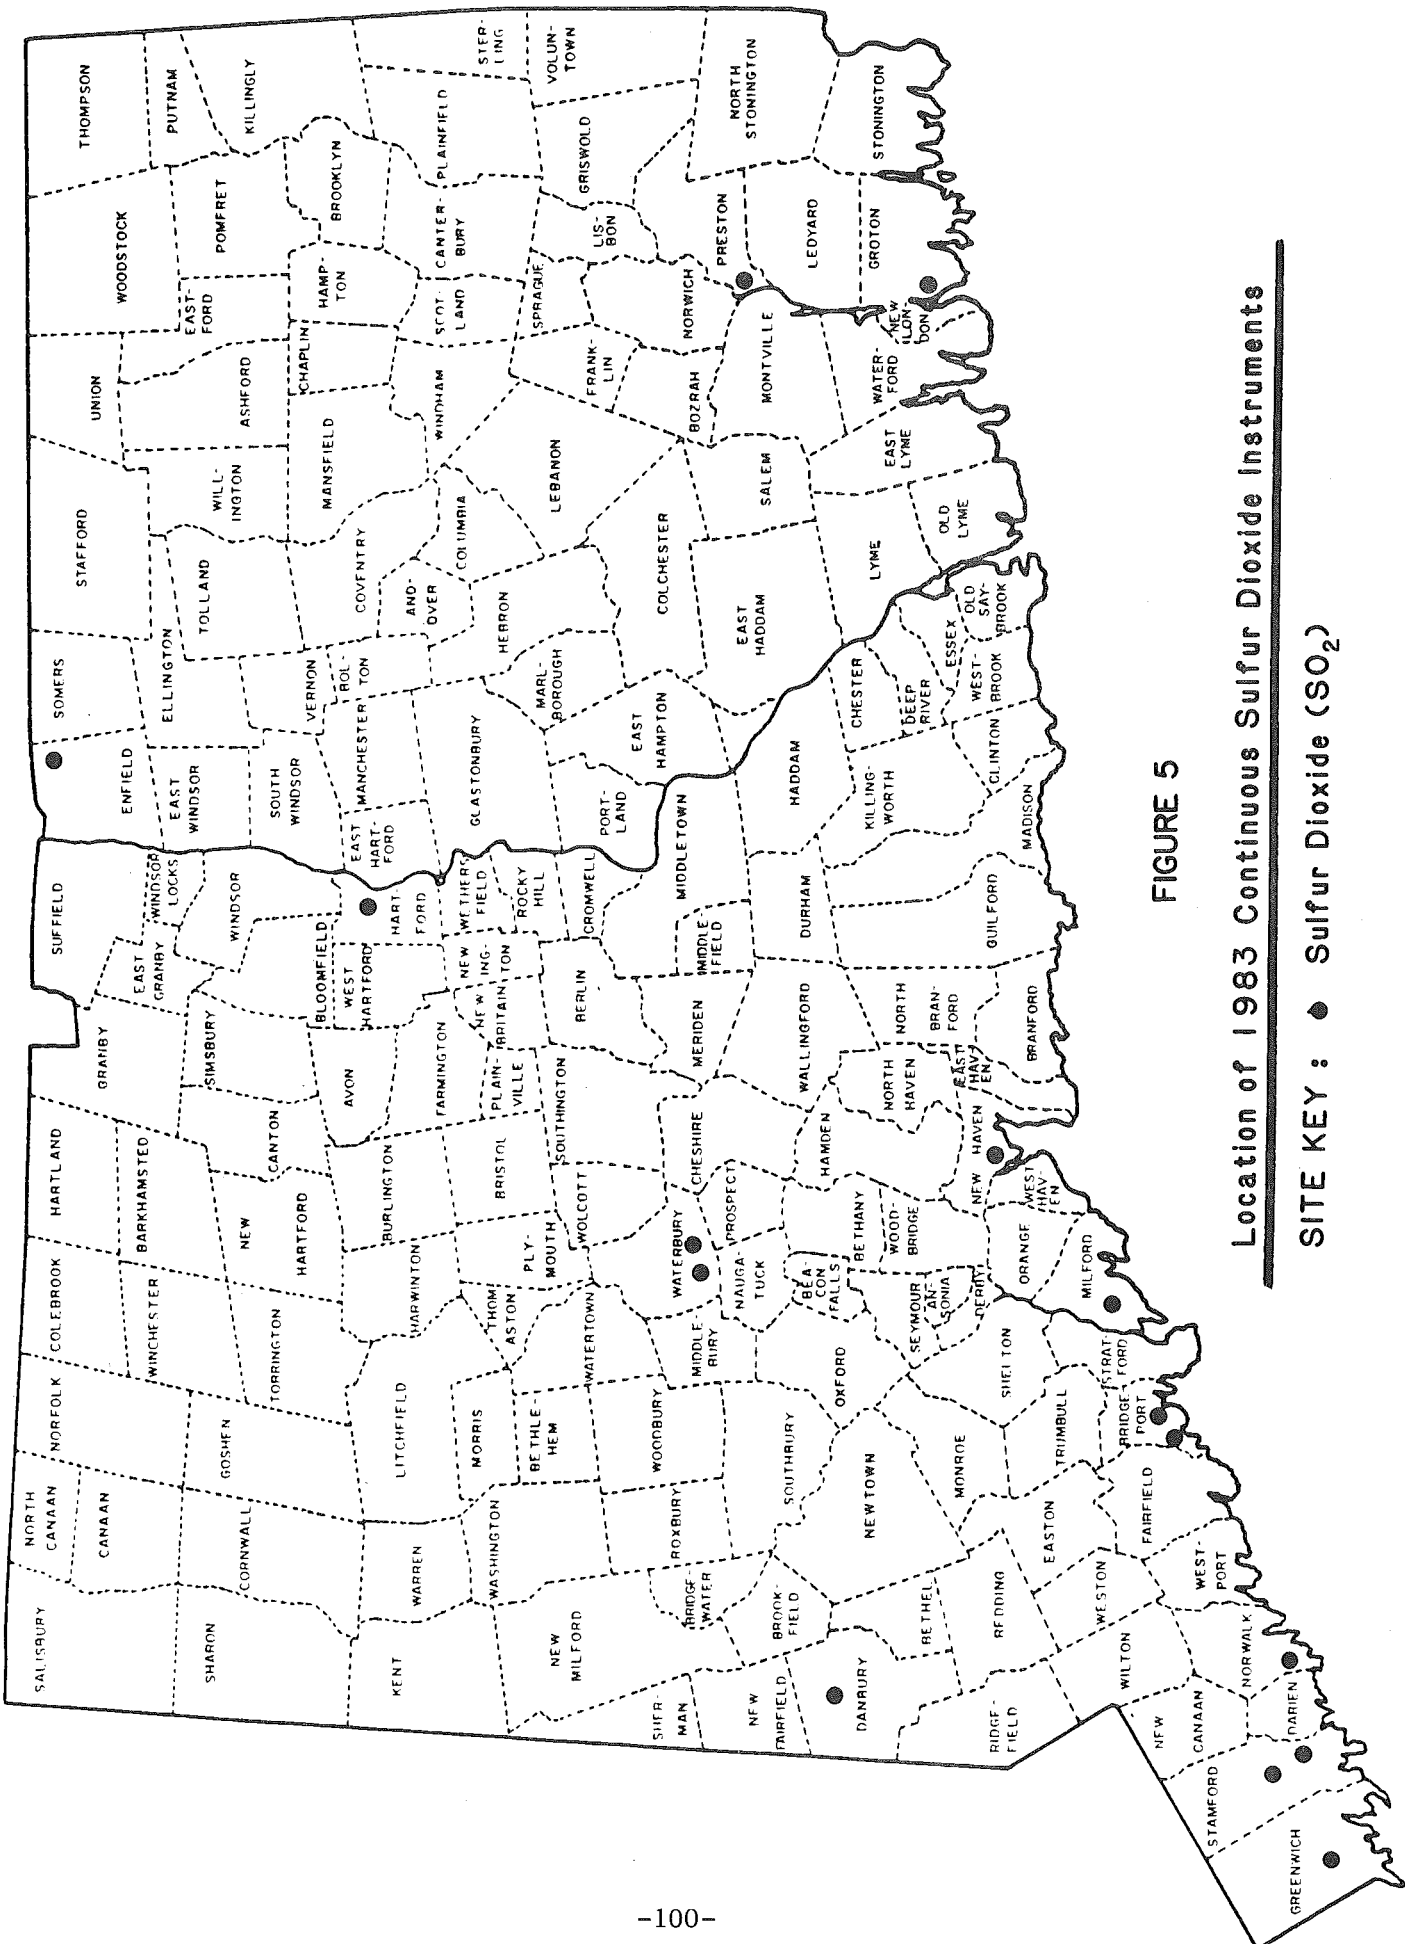 THOMPSON
PUTNAM
KILLINGLY
STER-
LING
VOLUN-
TOWN
NORTH
STONINGTON
STONINGTON
WOODSTOCK
POMFRET
BROOKLYN
PLAINFIELD
GRISWOLD
EAST-
FORD
HAMP-
TON
CANTER-
BURY
LIS-
BON
PRESTON
LEDYARD
GROTON
UNION
ASHFORD
CHAPLIN
SCOT-
LAND
SPRAGUE
NORWICH
NEW
LON-
DON
WINDHAM
FRANK-
LIN
BOZRAH
MONTVILLE
WATER-
FORD
STAFFORD
WILL-
INGTON
MANSFIELD
LEBANON
SALEM
EAST
LYME
TOLLAND
COVENTRY
AND-
OVER
COLUMBIA
COLCHESTER
LYME
OLD
LYME
SOMERS
ELLINGTON
VERNON
BOL-
TON
HEBRON
MARL-
BOROUGH
EAST
HADDAM
CHESTER
DEEP
RIVER
ESSEX
OLD
SAY-
BROOK
WEST-
BROOK
ENFIELD
EAST
WINDSOR
SOUTH
WINDSOR
MANCHESTER
EAST
HART-
FORD
GLASTONBURY
PORT-
LAND
EAST
HAMPTON
HADDAM
KILLING-
WORTH
CLINTON
MADISON
SUFFIELD
WINDSOR
LOCKS
WINDSOR
HART-
FORD
WETHERS
FIELD
ROCKY
HILL
CROMWELL
MIDDLETOWN
MIDDLE-
FIELD
DURHAM
GUILFORD
EAST
GRANBY
BLOOMFIELD
WEST
HARTFORD
NEW
ING-
TON
NEW
BRITAIN
BERLIN
MERIDEN
WALLINGFORD
NORTH
BRAN-
FORD
BRANFORD
GRANBY
SIMSBURY
AVON
FARMINGTON
PLAIN-
VILLE
SOUTHINGTON
CHESHIRE
HAMDEN
NORTH
HAVEN
EAST
HAV-
EN
HARTLAND
BARKHAMSTED
CANTON
NEW
HARTFORD
BURLINGTON
BRISTOL
PLY-
MOUTH
WOLCOTT
WATERBURY
PROSPECT
BETHANY
WOOD-
BRIDGE
NEW
HAVEN
WEST
HAV-
EN
ORANGE
MILFORD
COLEBROOK
WINCHESTER
TORRINGTON
HARWINTON
THOM
ASTON
WATERTOWN
MIDDLE-
BURY
NAUGA-
TUCK
BEA-
CON
FALLS
SEYMOUR
AN-
SONIA
DERBY
NORFOLK
GOSHEN
LITCHFIELD
MORRIS
BETHLE-
HEM
WOODBURY
SOUTHBURY
OXFORD
SHELTON
STRAT-
FORD
TRUMBULL
BRIDGE-
PORT
NORTH
CANAAN
CANAAN
CORNWALL
WARREN
WASHINGTON
ROXBURY
NEWTOWN
MONROE
EASTON
FAIRFIELD
SALISBURY
SHARON
KENT
NEW
MILFORD
BRIDGE-
WATER
BROOK-
FIELD
BETHEL
REDDING
WESTON
WEST-
PORT
SHER-
MAN
NEW
FAIRFIELD
DANBURY
RIDGE-
FIELD
WILTON
NORWALK
NEW
CANAAN
DARIEN
STAMFORD
GREENWICH
FIGURE 5
Location of 1983 Continuous Sulfur Dioxide Instruments
SITE KEY : ● Sulfur Dioxide (SO₂)
-100-